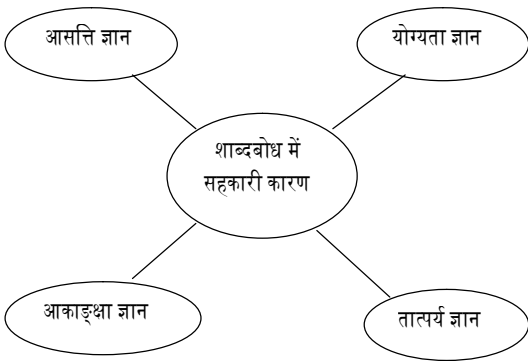 आसत्ति ज्ञान
योग्यता ज्ञान
शाब्दबोध में
सहकारी कारण
आकाङ्क्षा ज्ञान
तात्पर्य ज्ञान